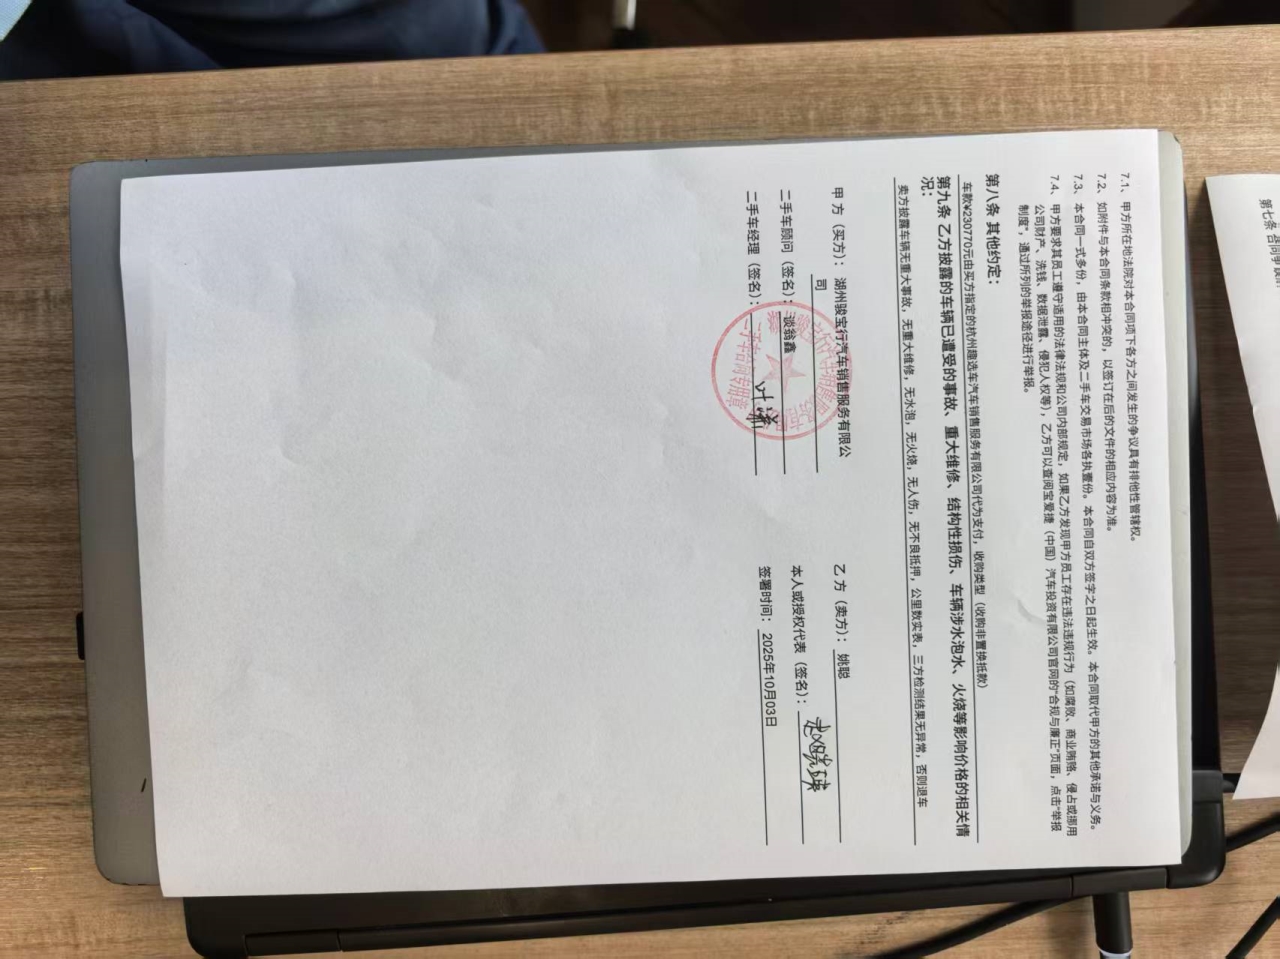 7.1、甲方所在地法院对本合同项下各方之间发生的争议具有排他性管辖权。
7.2、如附件与本合同条款相冲突的，以签订在后的文件的相应内容为准。
7.3、本合同一式多份，由本合同主体及二手车交易市场各执壹份。本合同自双方签字之日起生效。本合同取代甲方的其他承诺与义务。
7.4、甲方要求其员工遵守适用的法律法规和公司内部规定，如果乙方发现甲方员工存在违法违规行为（如腐败、商业贿赂、侵占或挪用
公司财产、洗钱、数据泄露、侵犯人权等），乙方可以查阅宝爱捷（中国）汽车投资有限公司官网的“合规与廉正”页面，点击“举报
制度”，通过所列的举报途径进行举报。
第八条 其他约定：
车款¥230770元由买方指定的杭州趣选车汽车销售服务有限公司代为支付，收购类型（收购非置换抵款）
第九条 乙方披露的车辆已遭受的事故、重大维修、结构性损伤、车辆涉水泡水、火烧等影响价格的相关情
况：
卖方披露车辆无重大事故，无重大维修，无水泡，无火烧，无人伤，无不良抵押，公里数实表，三方检测结果无异常，否则退车
甲方（买方）：湖州骏宝行汽车销售服务有限公
司
乙方（卖方）：姚聪
二手车顾问（签名）：谈翁鑫
本人或授权代表（签名）：
二手车经理（签名）：叶
签署时间：2025年10月03日
第七条 合同争议